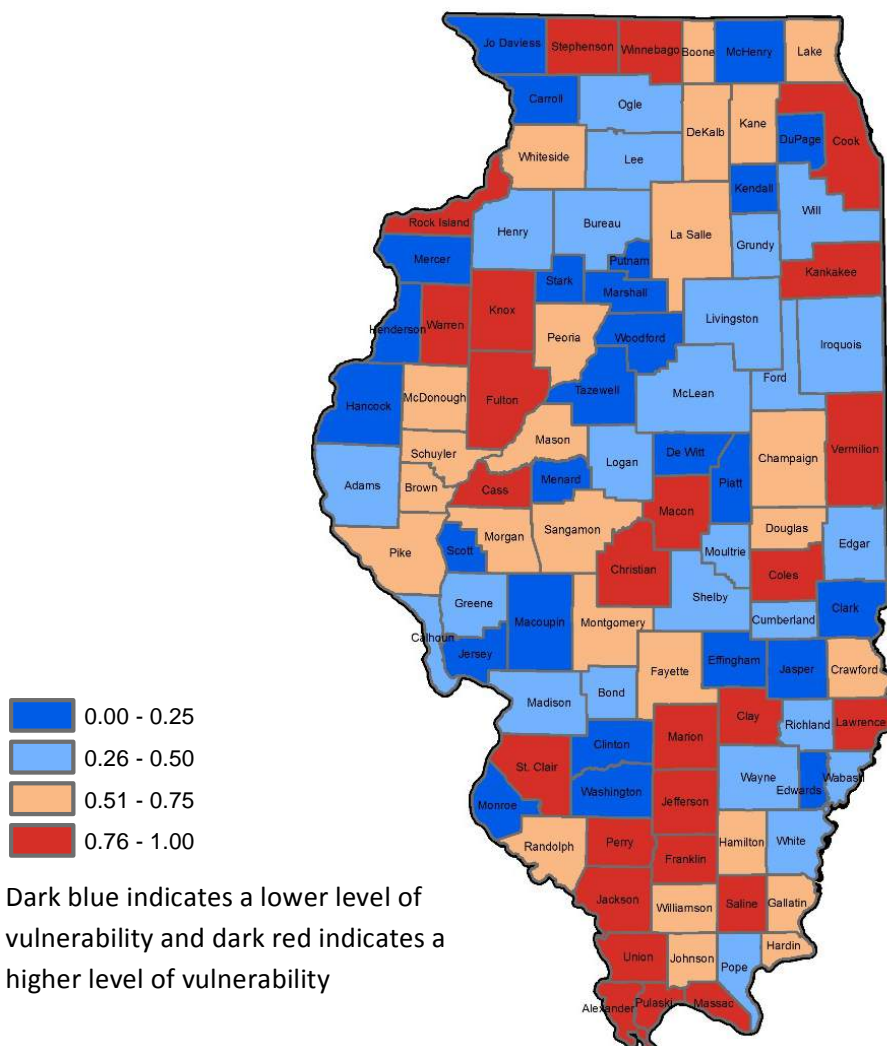 Jo Daviess
Stephenson
Winnebago
Boone
McHenry
Lake
Carroll
Ogle
DeKalb
Kane
DuPage
Cook
Whiteside
Lee
Kendall
Will
Rock Island
Henry
Bureau
La Salle
Grundy
Mercer
Putnam
Kankakee
Stark
Marshall
Henderson
Warren
Knox
Peoria
Woodford
Livingston
Iroquois
Ford
Hancock
McDonough
Fulton
Tazewell
McLean
Mason
Schuyler
Logan
De Witt
Champaign
Vermilion
Adams
Brown
Cass
Menard
Piatt
Macon
Pike
Scott
Morgan
Sangamon
Douglas
Moultrie
Edgar
Christian
Coles
Greene
Shelby
Cumberland
Clark
Calhoun
Jersey
Macoupin
Montgomery
Fayette
Effingham
Jasper
Crawford
Madison
Bond
Clay
Richland
Lawrence
Clinton
Marion
St. Clair
Wayne
Edwards
Wabash
Monroe
Washington
Jefferson
Randolph
Perry
Hamilton
White
Franklin
Jackson
Williamson
Saline
Gallatin
Union
Johnson
Pope
Hardin
Alexander
Pulaski
Massac
0.00 - 0.25
0.26 - 0.50
0.51 - 0.75
0.76 - 1.00
Dark blue indicates a lower level of
vulnerability and dark red indicates a
higher level of vulnerability